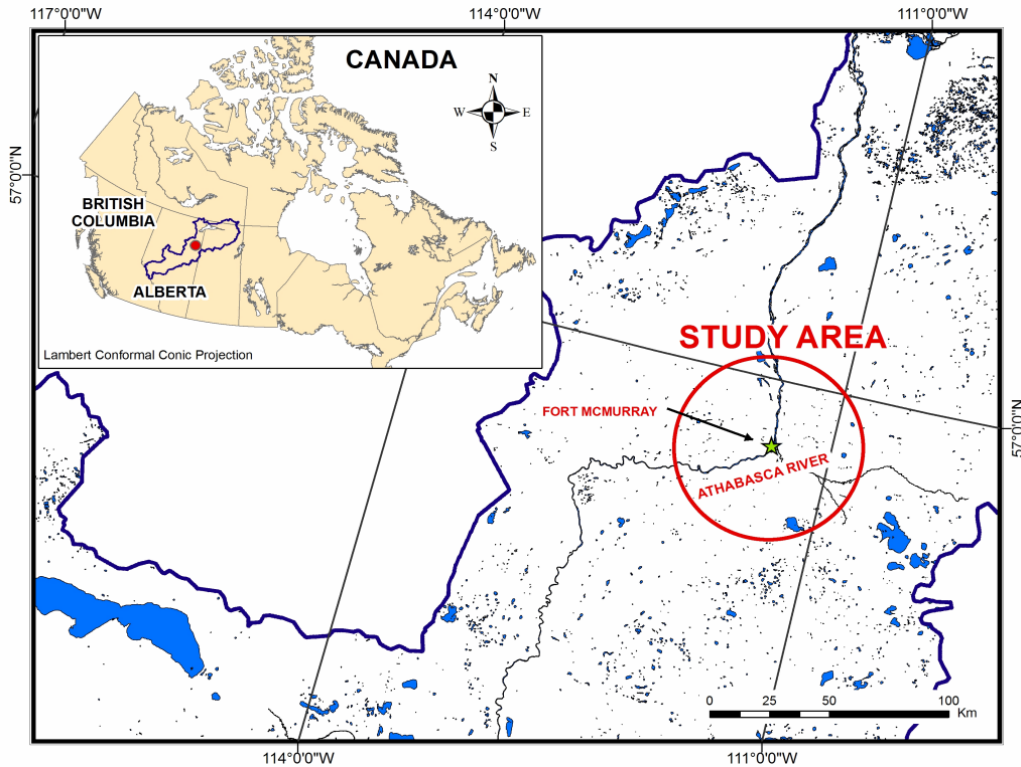 117°0'0"W
114°0'0"W
111°0'0"W
CANADA
N
W
E
S
57°0'0"N
BRITISH
COLUMBIA
ALBERTA
Lambert Conformal Conic Projection
STUDY AREA
FORT MCMURRAY
57°0'0"N
ATHABASCA RIVER
0
25
50
100
Km
114°0'0"W
111°0'0"W